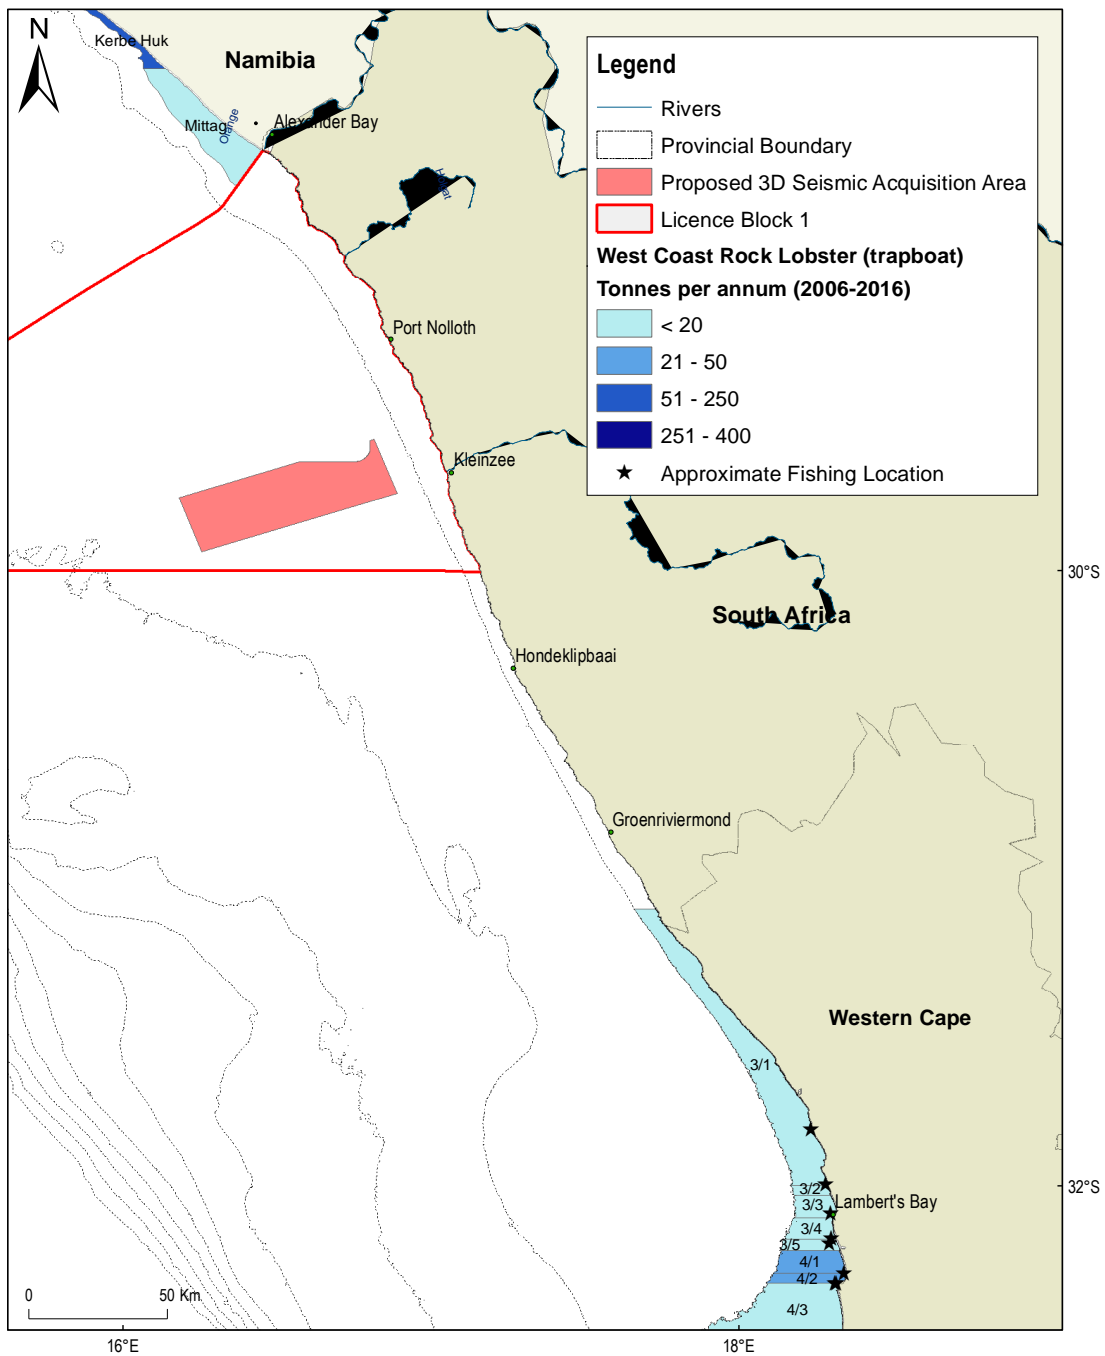 N
Kerbe Huk
Namibia
Mittag
Orange
Alexander Bay
Port Nolloth
Kleinzee
30°S
South Africa
Hondeklipbaai
Groenriviermond
Western Cape
3/1
3/2
3/3
Lambert's Bay
3/4
3/5
4/1
4/2
4/3
32°S
0 50 Km
16°E
18°E
Legend
Rivers
Provincial Boundary
Proposed 3D Seismic Acquisition Area
Licence Block 1
West Coast Rock Lobster (trapboat)
Tonnes per annum (2006-2016)
< 20
21 - 50
51 - 250
251 - 400
Approximate Fishing Location